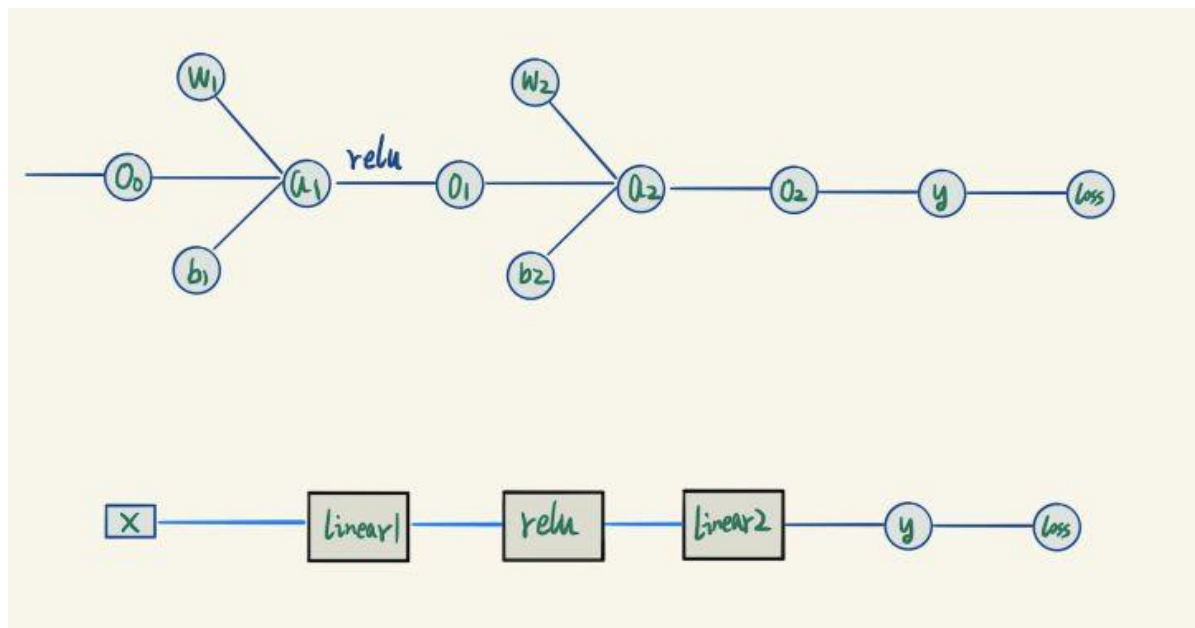 W1
W2
relu
O0
a1
O1
a2
O2
y
loss
b1
b2
X
linear1
relu
linear2
y
loss